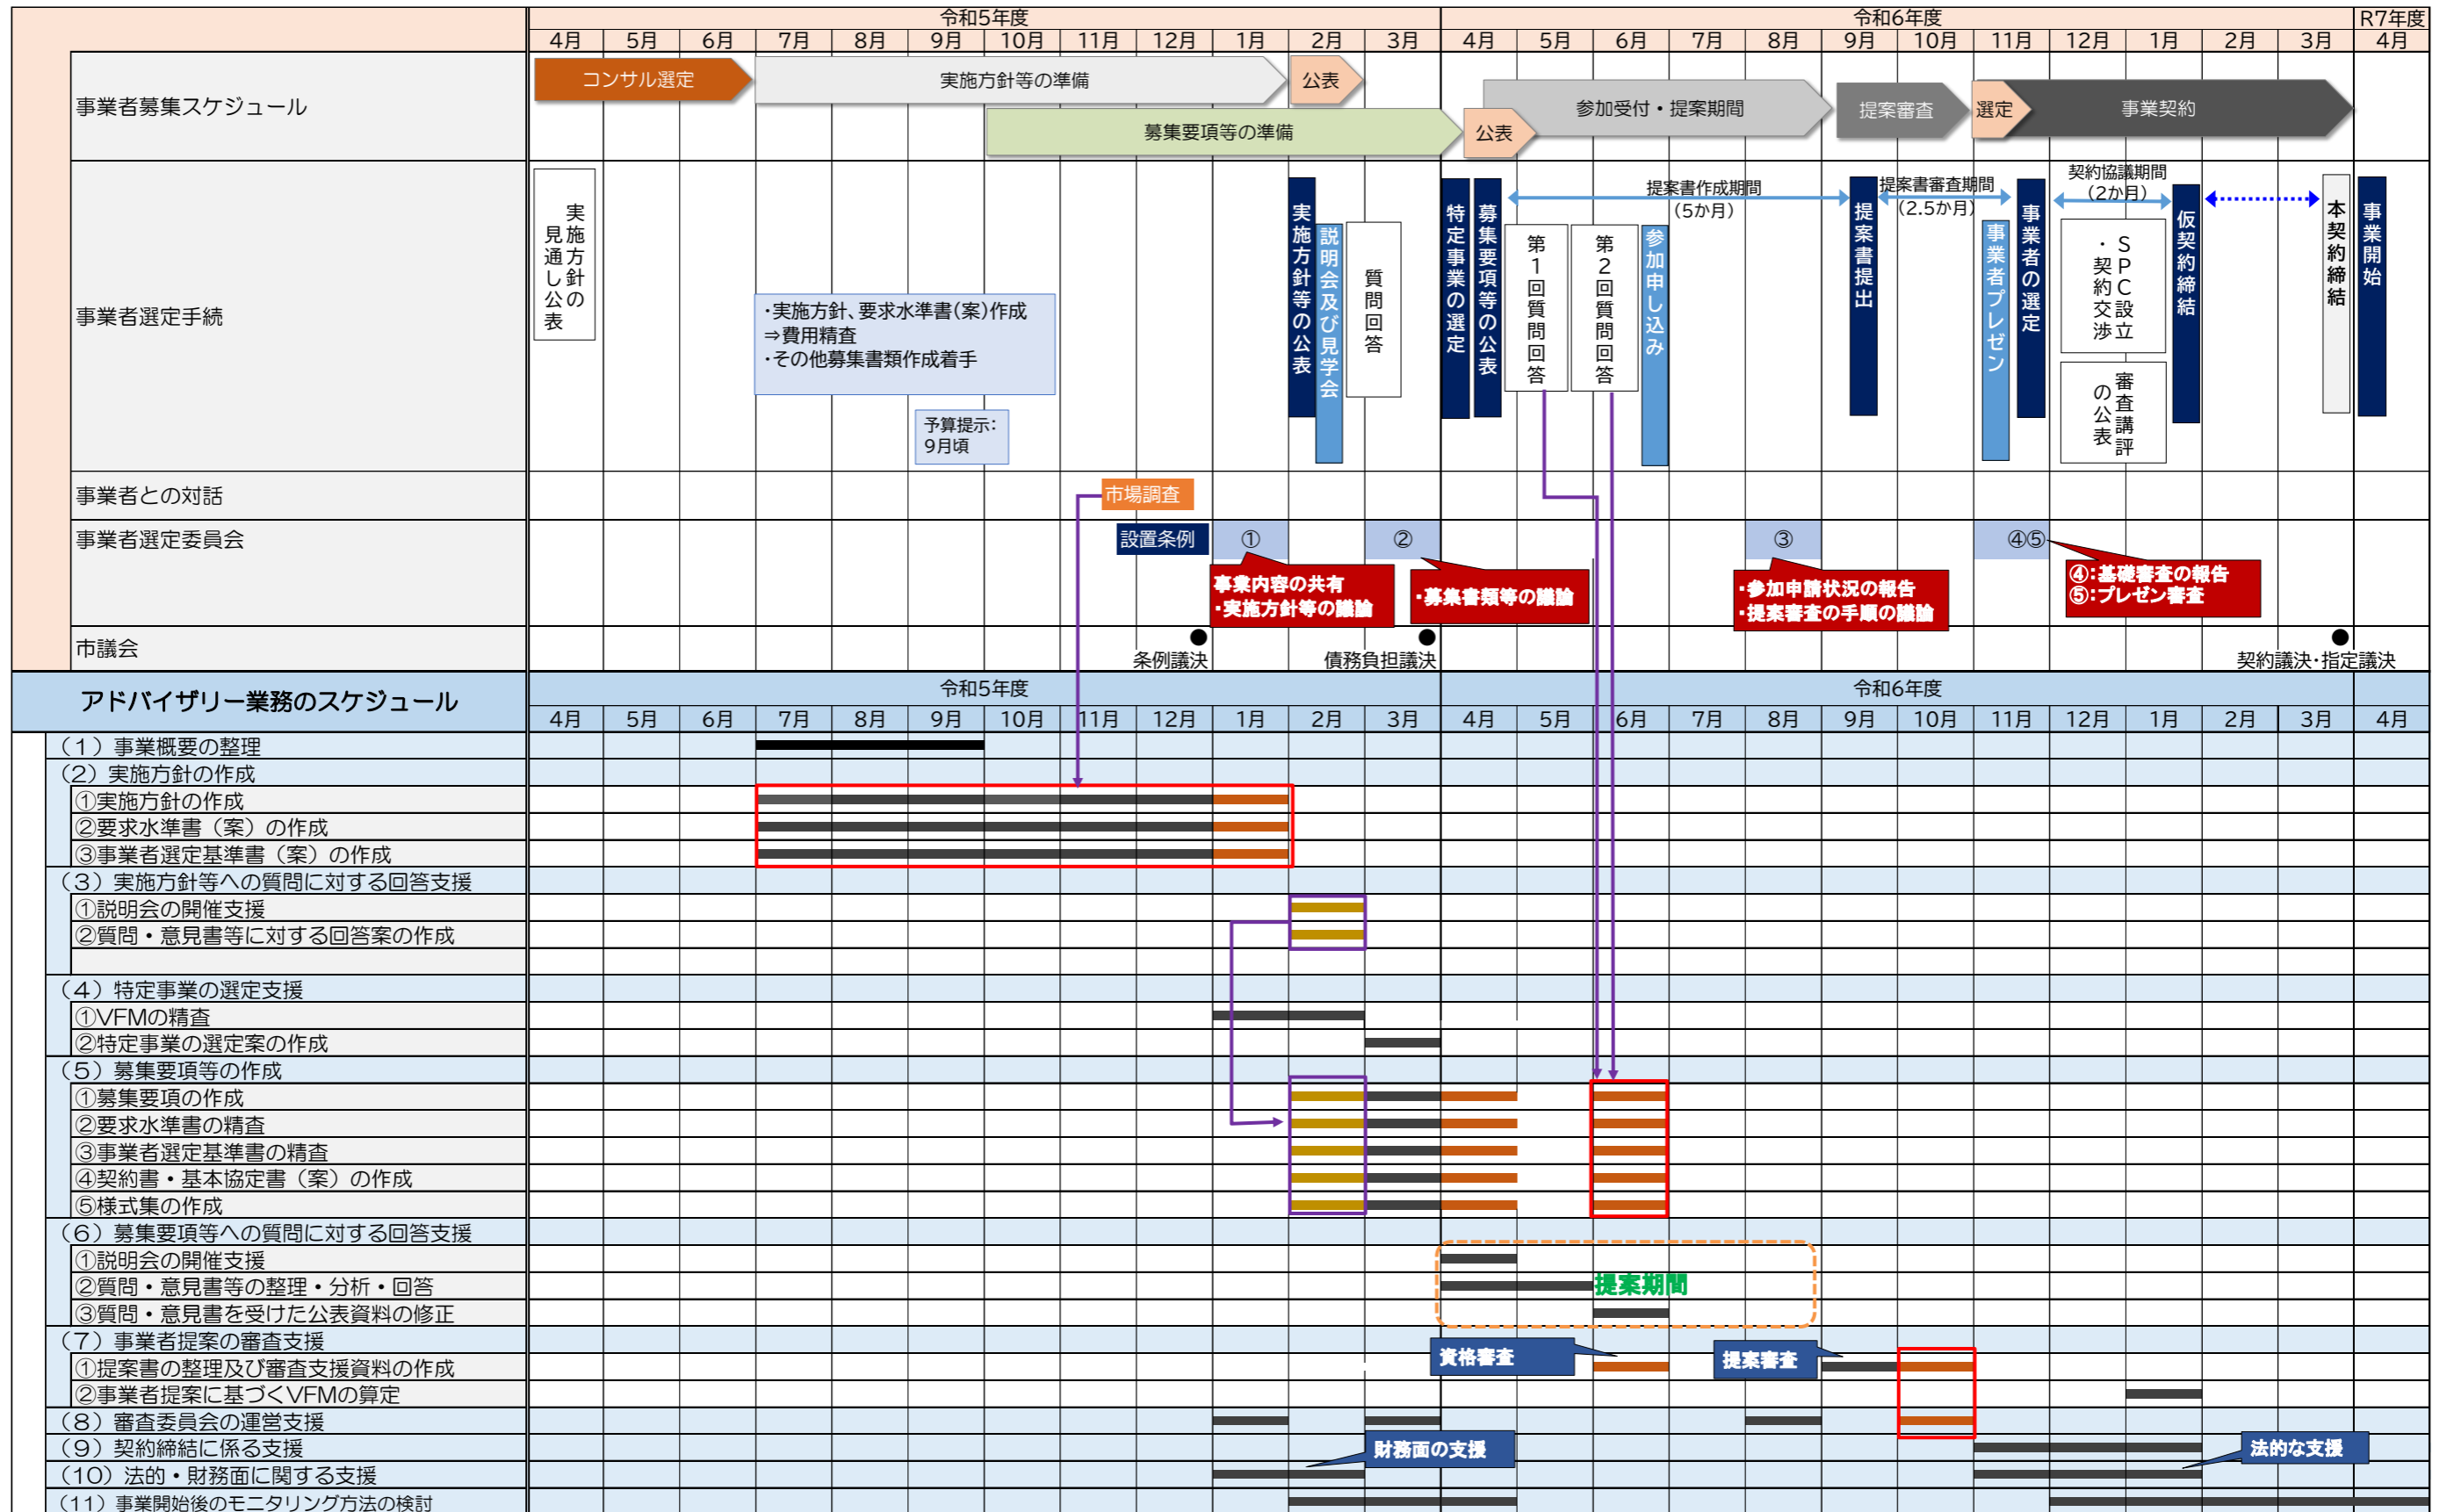 令和5年度 令和6年度 R7年度
4月 5月 6月 7月 8月 9月 10月 11月 12月 1月 2月 3月 4月 5月 6月 7月 8月 9月 10月 11月 12月 1月 2月 3月 4月
事業者募集スケジュール
コンサル選定
実施方針等の準備
公表
募集要項等の準備
公表
参加受付・提案期間
提案審査
選定
事業契約
事業者選定手続
実施方針の
見通し公表
・実施方針、要求水準書(案)作成
⇒費用精査
・その他募集書類作成着手
予算提示：
9月頃
実施方針等の公表
説明会及び見学会
質問回答
特定事業の選定
募集要項等の公表
第1回質問回答
第2回質問回答
参加申し込み
提案書作成期間
(5か月)
提案書提出
提案書審査期間
(2.5か月)
事業者プレゼン
事業者の選定
契約協議期間
(2か月)
SPC設立
・契約交渉
審査講評
の公表
仮契約締結
本契約締結
事業開始
事業者との対話
市場調査
事業者選定委員会
設置条例
①
②
③
④⑤
事業内容の共有
・実施方針等の議論
・募集書類等の議論
・参加申請状況の報告
・提案審査の手順の議論
④：基礎審査の報告
⑤：プレゼン審査
市議会
条例議決
債務負担議決
契約議決・指定議決
アドバイザリー業務のスケジュール
令和5年度 令和6年度
4月 5月 6月 7月 8月 9月 10月 11月 12月 1月 2月 3月 4月 5月 6月 7月 8月 9月 10月 11月 12月 1月 2月 3月 4月
（1）事業概要の整理
（2）実施方針の作成
①実施方針の作成
②要求水準書（案）の作成
③事業者選定基準書（案）の作成
（3）実施方針等への質問に対する回答支援
①説明会の開催支援
②質問・意見書等に対する回答案の作成
（4）特定事業の選定支援
①VFMの精査
②特定事業の選定案の作成
（5）募集要項等の作成
①募集要項の作成
②要求水準書の精査
③事業者選定基準書の精査
④契約書・基本協定書（案）の作成
⑤様式集の作成
（6）募集要項等への質問に対する回答支援
①説明会の開催支援
②質問・意見書等の整理・分析・回答
提案期間
③質問・意見書を受けた公表資料の修正
（7）事業者提案の審査支援
資格審査
提案審査
①提案書の整理及び審査支援資料の作成
②事業者提案に基づくVFMの算定
（8）審査委員会の運営支援
（9）契約締結に係る支援
財務面の支援
法的な支援
（10）法的・財務面に関する支援
（11）事業開始後のモニタリング方法の検討